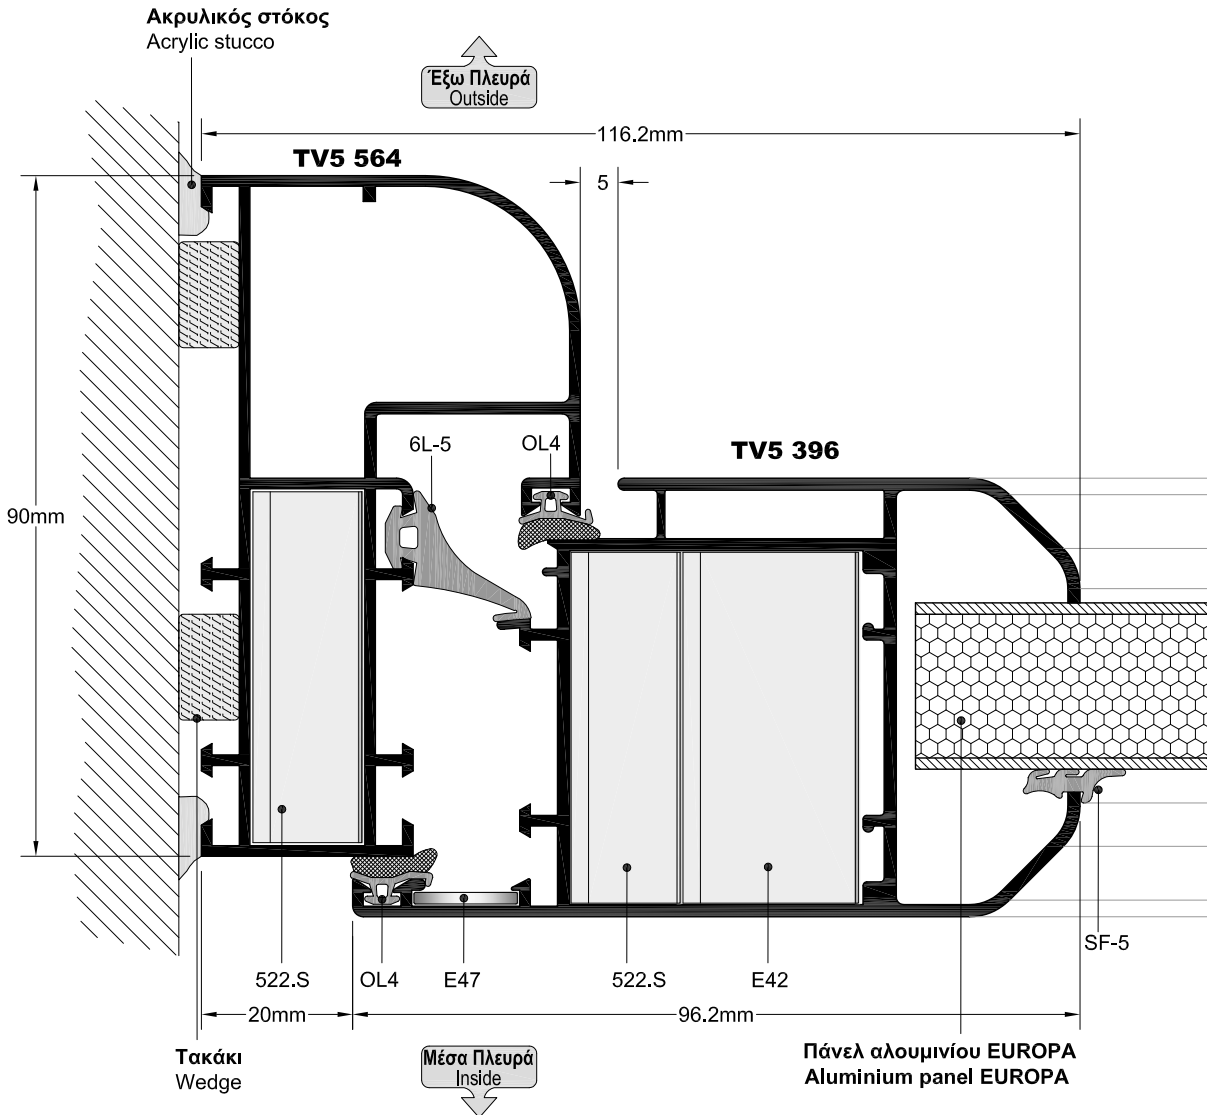 Ακρυλικός στόκος
Acrylic stucco
Έξω Πλευρά
Outside
116.2mm
TV5 564
5
6L-5
OL4
TV5 396
90mm
SF-5
522.S
OL4
E47
522.S
E42
20mm
96.2mm
Τακάκι
Wedge
Μέσα Πλευρά
Inside
Πάνελ αλουμινίου EUROPA
Aluminium panel EUROPA